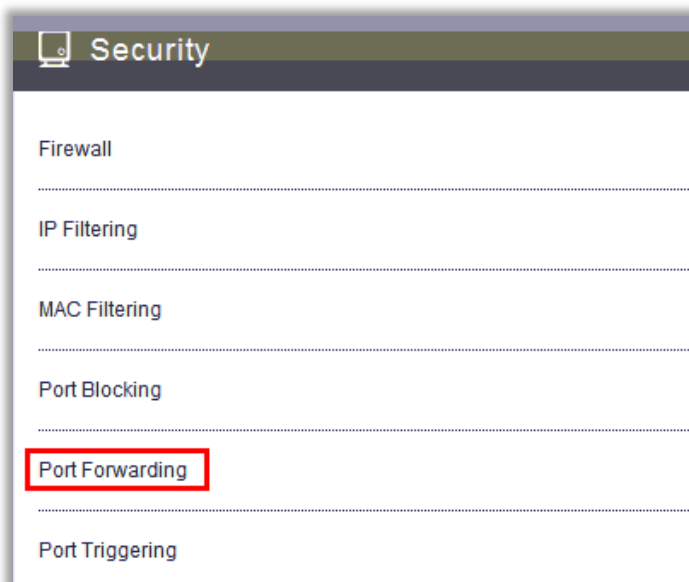 Security
Firewall
IP Filtering
MAC Filtering
Port Blocking
Port Forwarding
Port Triggering